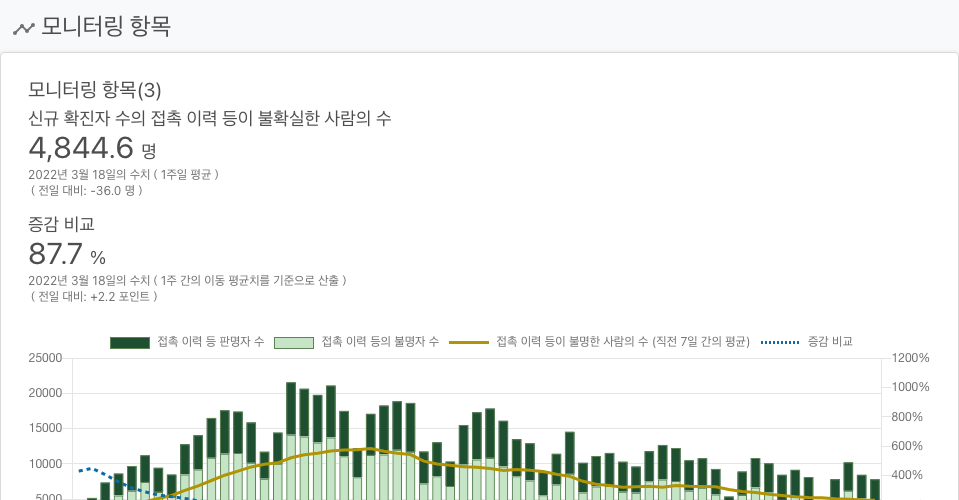 모니터링 항목
모니터링 항목(3)
신규 확진자 수의 접촉 이력 등이 불확실한 사람의 수
4,844.6 명
2022년 3월 18일의 수치 ( 1주일 평균 )
( 전일 대비: -36.0 명 )
증감 비교
87.7 %
2022년 3월 18일의 수치 ( 1주 간의 이동 평균치를 기준으로 산출 )
( 전일 대비: +2.2 포인트 )
접촉 이력 등 판명자 수 접촉 이력 등의 불명자 수 접촉 이력 등이 불명한 사람의 수 (직전 7일 간의 평균) 증감 비교
25000 1200%
1000%
20000
800%
15000
600%
10000
400%
5000